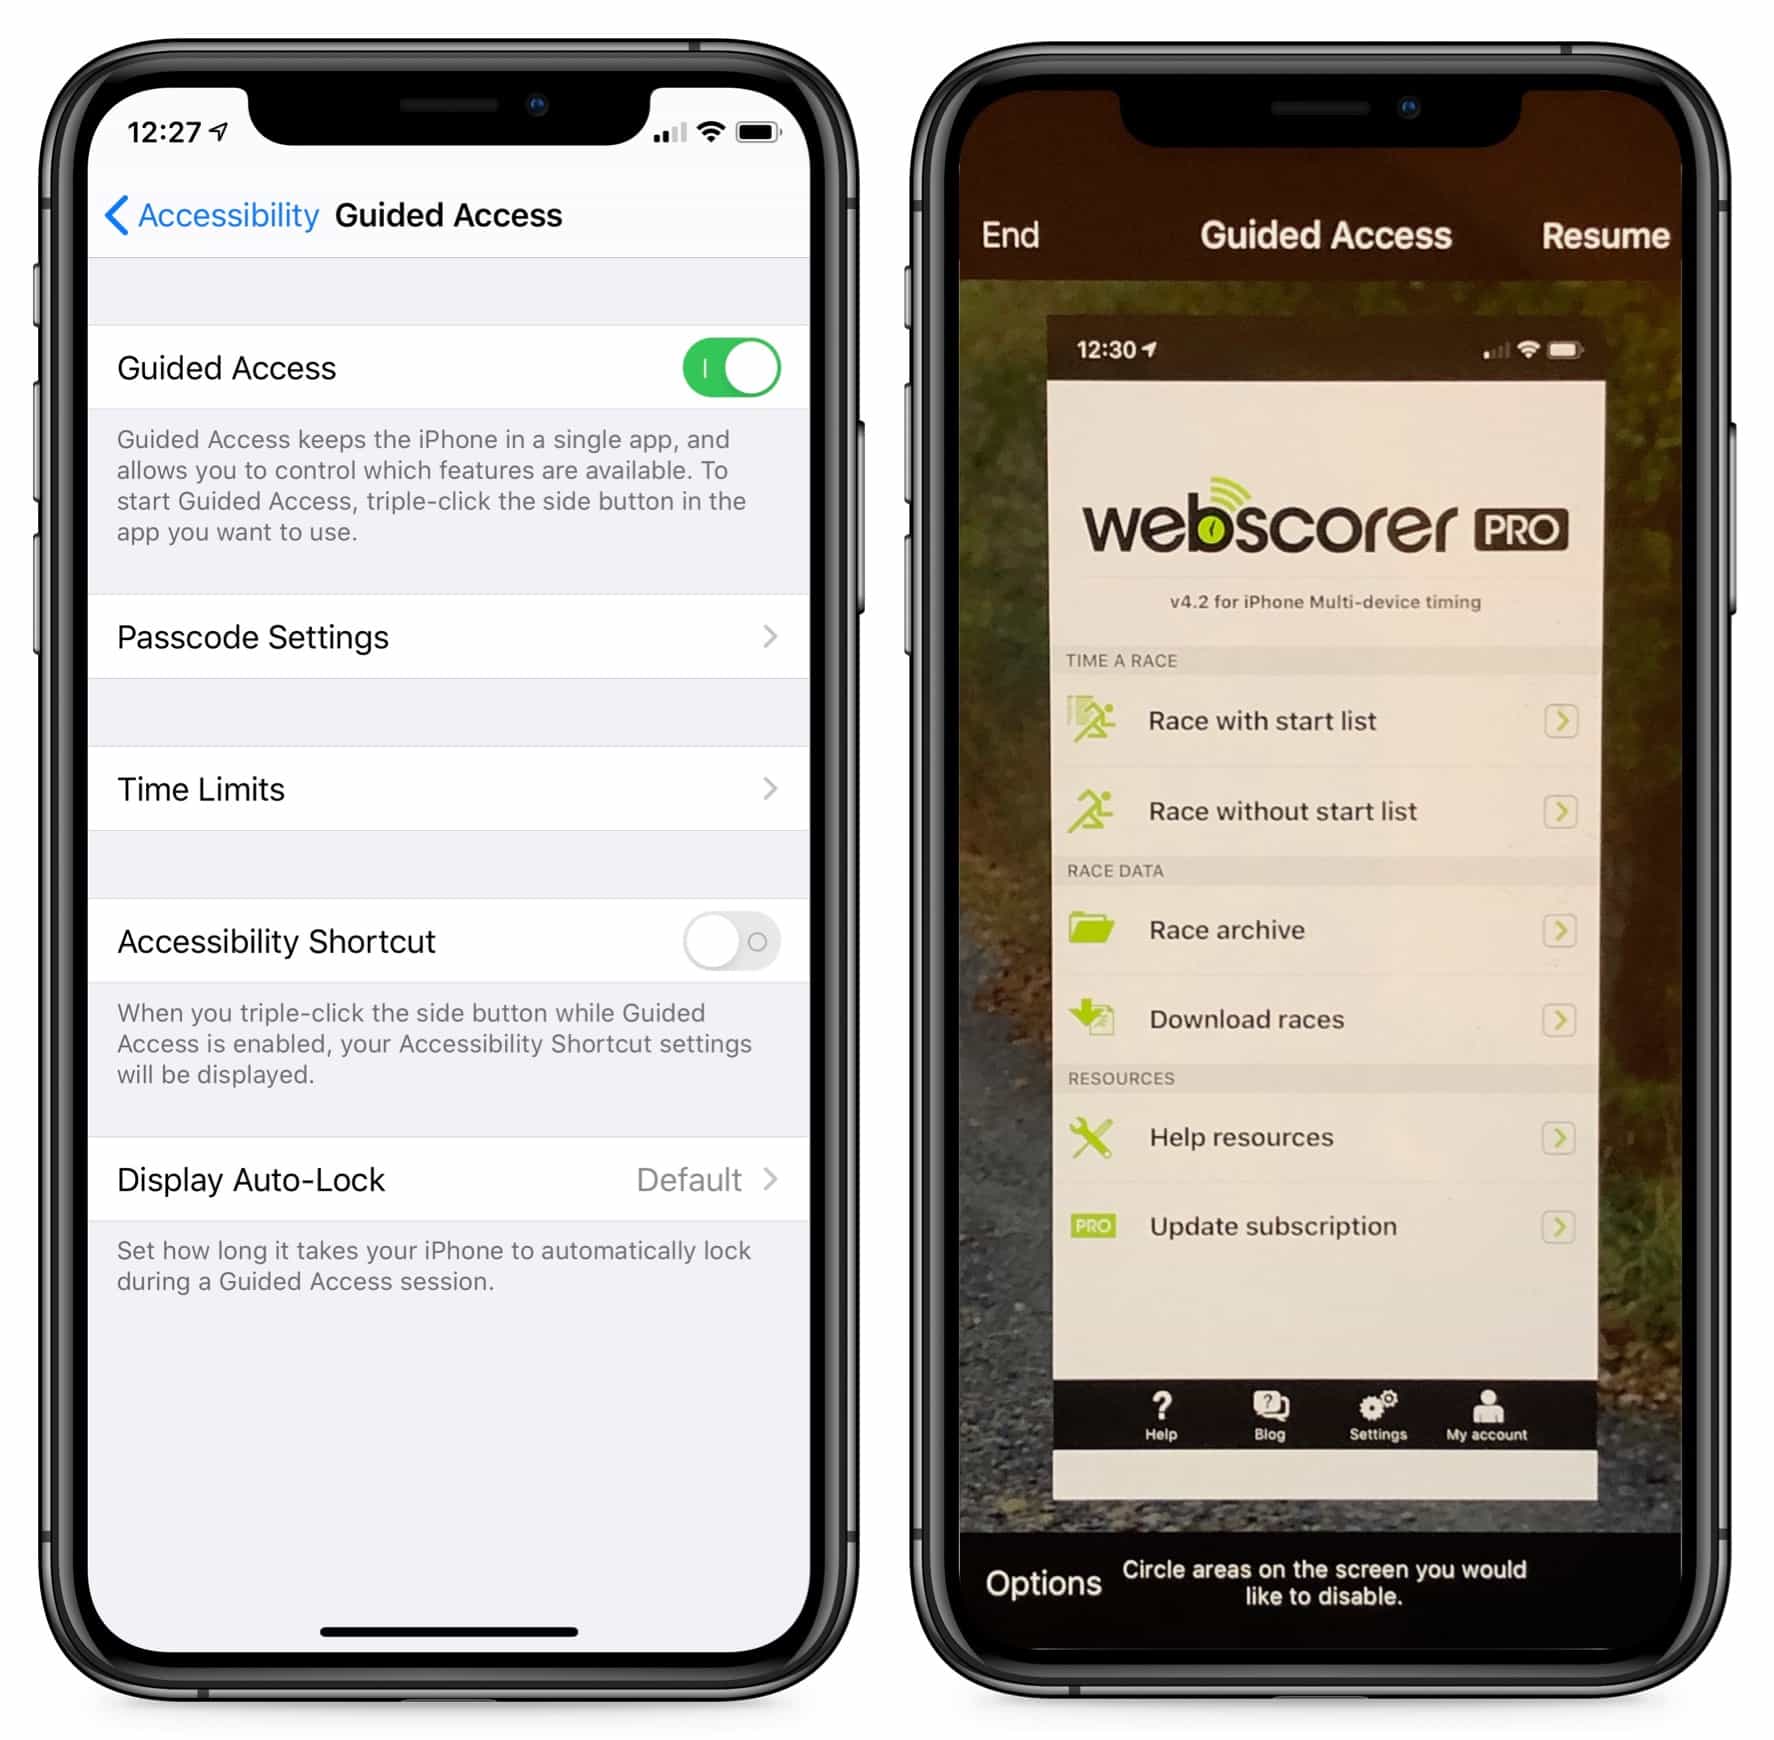 12:27
Accessibility Guided Access
Guided Access
Guided Access keeps the iPhone in a single app, and
allows you to control which features are available. To
start Guided Access, triple-click the side button in the
app you want to use.
Passcode Settings
Time Limits
Accessibility Shortcut
When you triple-click the side button while Guided
Access is enabled, your Accessibility Shortcut settings
will be displayed.
Display Auto-Lock Default
Set how long it takes your iPhone to automatically lock
during a Guided Access session.
End Guided Access Resume
12:30
webscorer PRO
v4.2 for iPhone Multi-device timing
TIME A RACE
Race with start list
Race without start list
RACE DATA
Race archive
Download races
RESOURCES
Help resources
PRO Update subscription
Help Blog Settings My account
Options
Circle areas on the screen you would
like to disable.